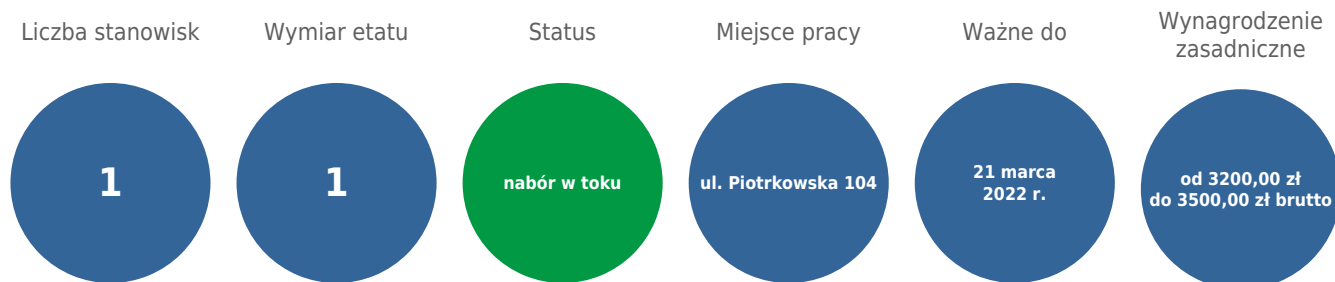 Liczba stanowisk
1
Wymiar etatu
1
Status
nabór w toku
Miejsce pracy
ul. Piotrkowska 104
Ważne do
21 marca
2022 r.
Wynagrodzenie
zasadnicze
od 3200,00 zł
do 3500,00 zł brutto